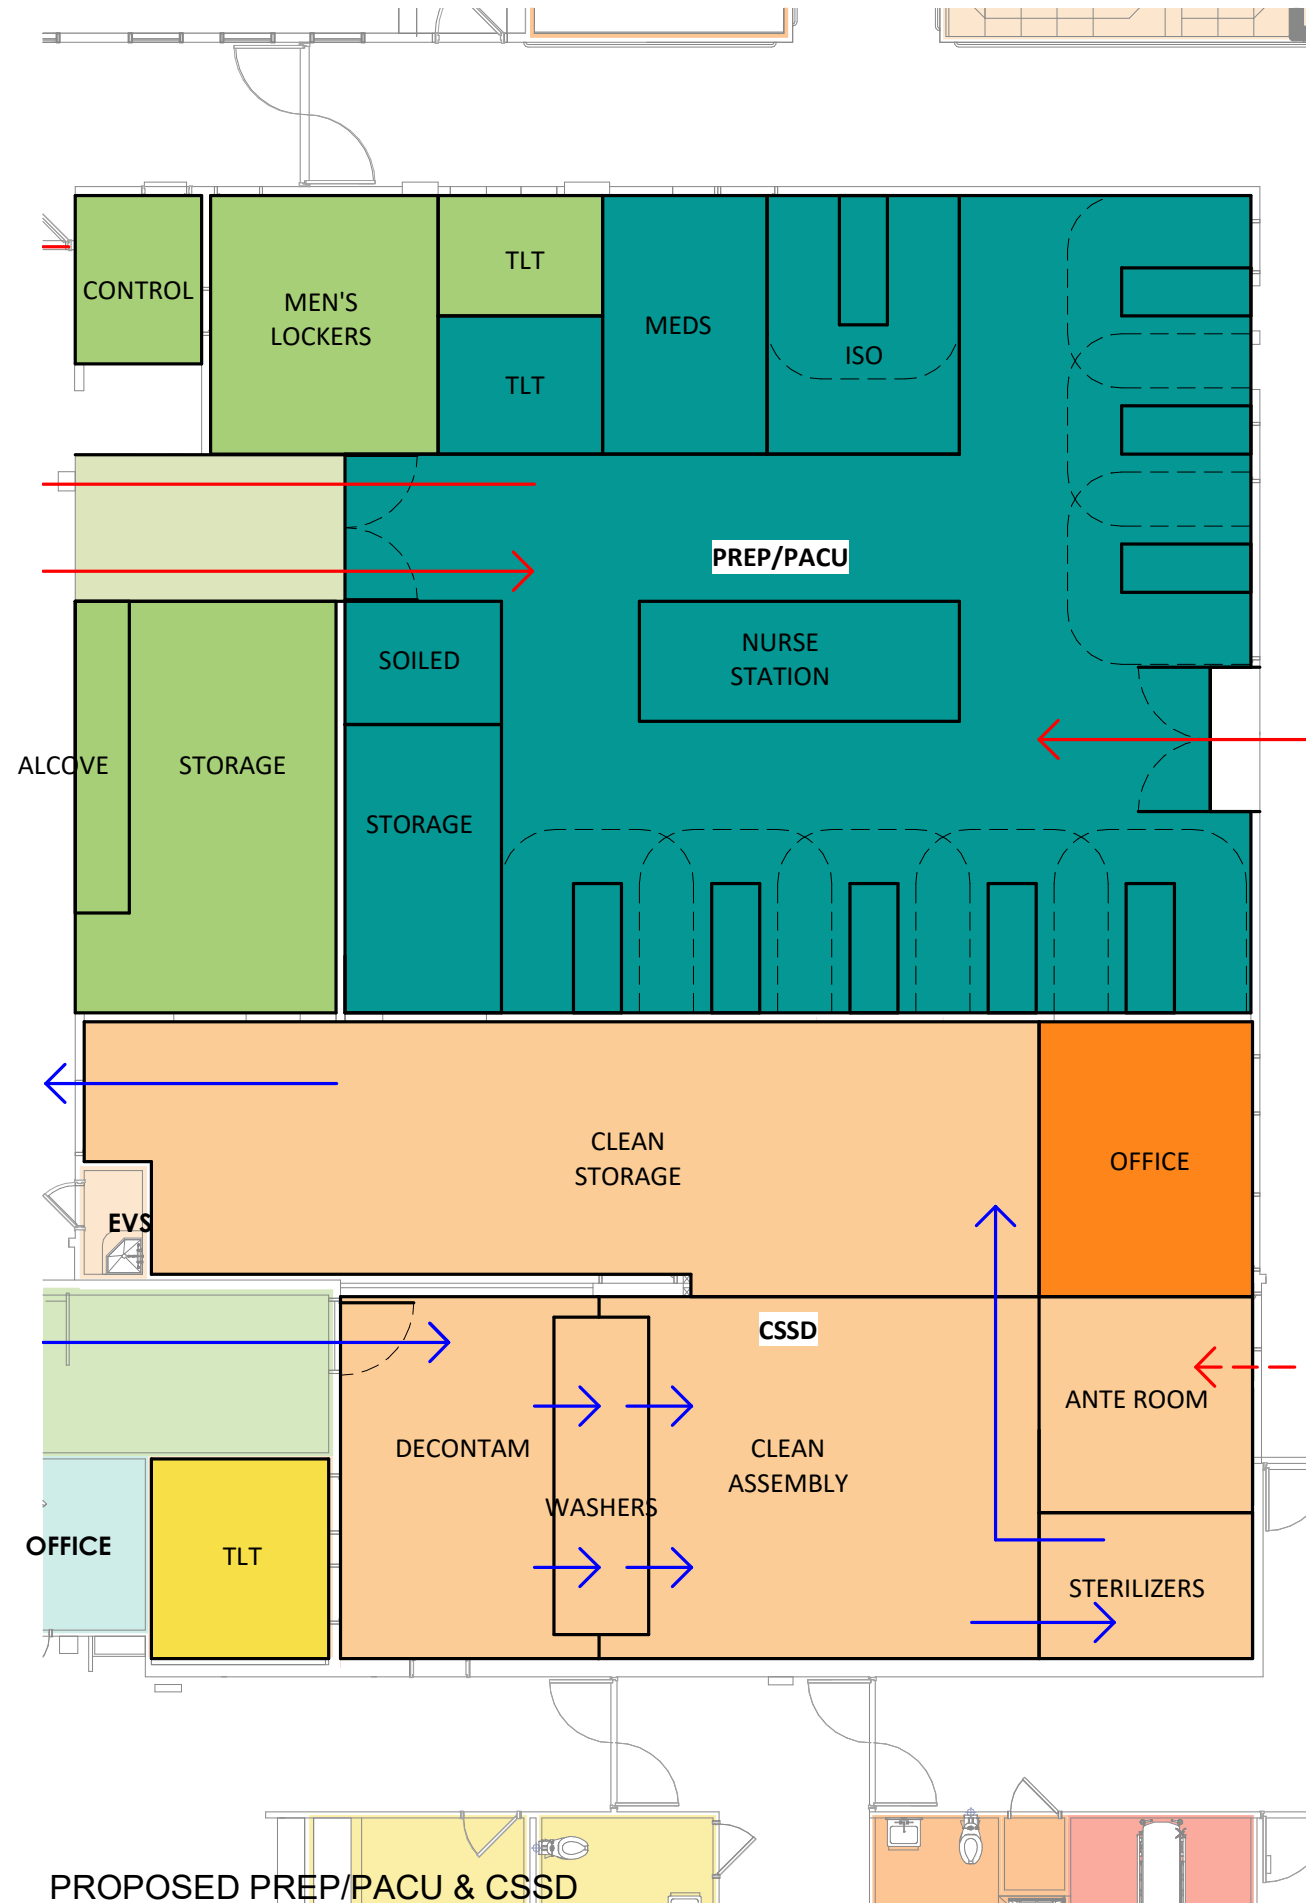 CONTROL
MEN'S
LOCKERS
TLT
TLT
MEDS
ISO
PREP/PACU
NURSE
STATION
SOILED
ALCOVE
STORAGE
STORAGE
CLEAN
STORAGE
OFFICE
EVS
CSSD
ANTE ROOM
DECONTAM
CLEAN
ASSEMBLY
WASHERS
OFFICE
TLT
STERILIZERS
PROPOSED PREP/PACU & CSSD